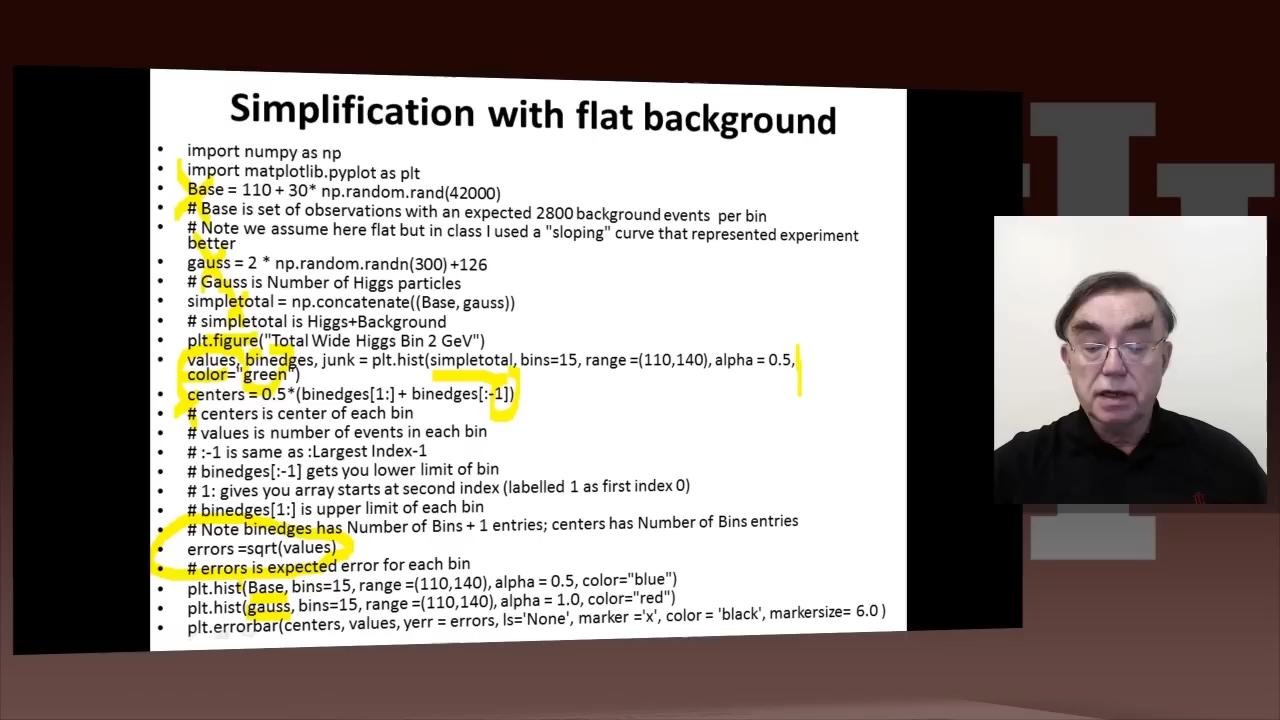 Simplification with flat background
• import numpy as np
• import matplotlib.pyplot as plt
• Base = 110 + 30* np.random.rand(42000)
• # Base is set of observations with an expected 2800 background events per bin
• # Note we assume here flat but in class I used a "sloping" curve that represented experiment
better
• gauss = 2 * np.random.randn(300) +126
• # Gauss is Number of Higgs particles
• simpletotal = np.concatenate((Base, gauss))
• # simpletotal is Higgs+Background
• plt.figure("Total Wide Higgs Bin 2 GeV")
• values, binedges, junk = plt.hist(simpletotal, bins=15, range =(110,140), alpha = 0.5,
color="green")
• centers = 0.5*(binedges[1:] + binedges[:-1])
• # centers is center of each bin
• # values is number of events in each bin
• # :-1 is same as :Largest Index-1
• # binedges[:-1] gets you lower limit of bin
• # 1: gives you array starts at second index (labelled 1 as first index 0)
• # binedges[1:] is upper limit of each bin
• # Note binedges has Number of Bins + 1 entries; centers has Number of Bins entries
• errors =sqrt(values)
• # errors is expected error for each bin
• plt.hist(Base, bins=15, range =(110,140), alpha = 0.5, color="blue")
• plt.hist(gauss, bins=15, range =(110,140), alpha = 1.0, color="red")
• plt.errorbar(centers, values, yerr = errors, ls='None', marker ='x', color = 'black', markersize= 6.0 )